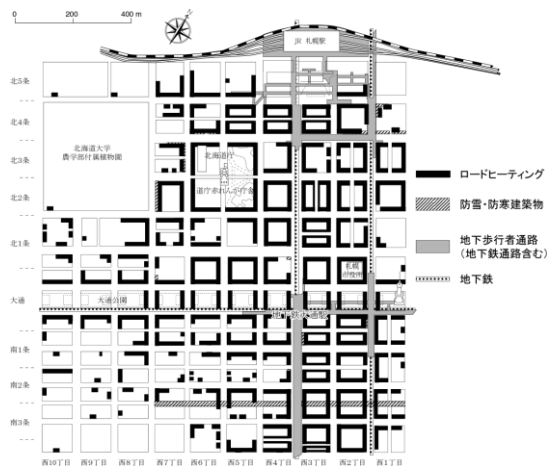 0
200
400 m
JR 札幌駅
北5条
北4条
北海道大学
農学部付属植物園
北3条
北海道庁
道庁赤れんが庁舎
北2条
北1条
札幌
市役所
大通
大通公園
地下鉄大通駅
南1条
南2条
南3条
西10丁目
西9丁目
西8丁目
西7丁目
西6丁目
西5丁目
西4丁目
西3丁目
西2丁目
西1丁目
ロードヒーティング
防雪・防寒建築物
地下歩行者通路
(地下鉄通路含む)
地下鉄